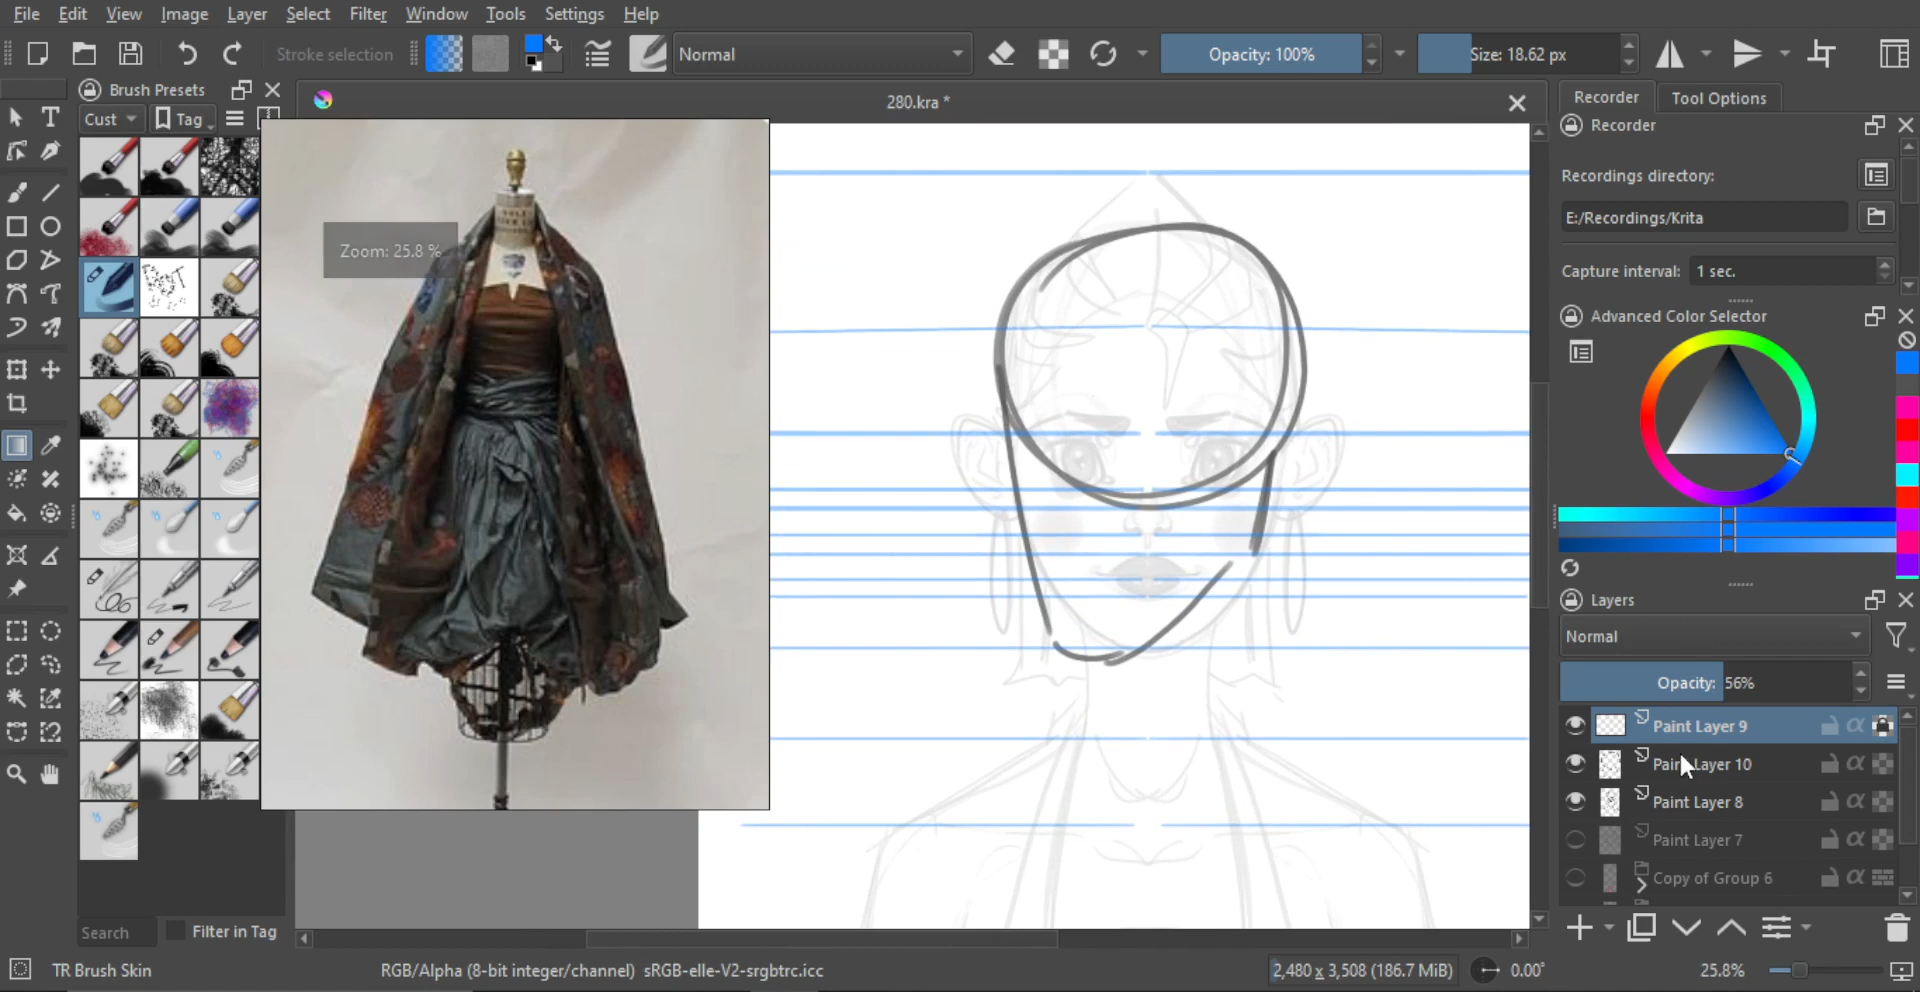 File Edit View Image Layer Select Filter Window Tools Settings Help
Stroke selection
Normal
Opacity: 100%
Size: 18.62 px
Brush Presets
280.kra *
Recorder
Tool Options
Cust
Tag
Recorder
Recordings directory:
E:/Recordings/Krita
Zoom: 25.8 %
Capture interval: 1 sec.
Advanced Color Selector
Layers
Normal
Opacity: 56%
Paint Layer 9
Paint Layer 10
Paint Layer 8
Paint Layer 7
Copy of Group 6
Search
Filter in Tag
TR Brush Skin
RGB/Alpha (8-bit integer/channel) sRGB-elle-V2-srgbtrc.icc
2,480 x 3,508 (186.7 MiB)
0.00°
25.8%